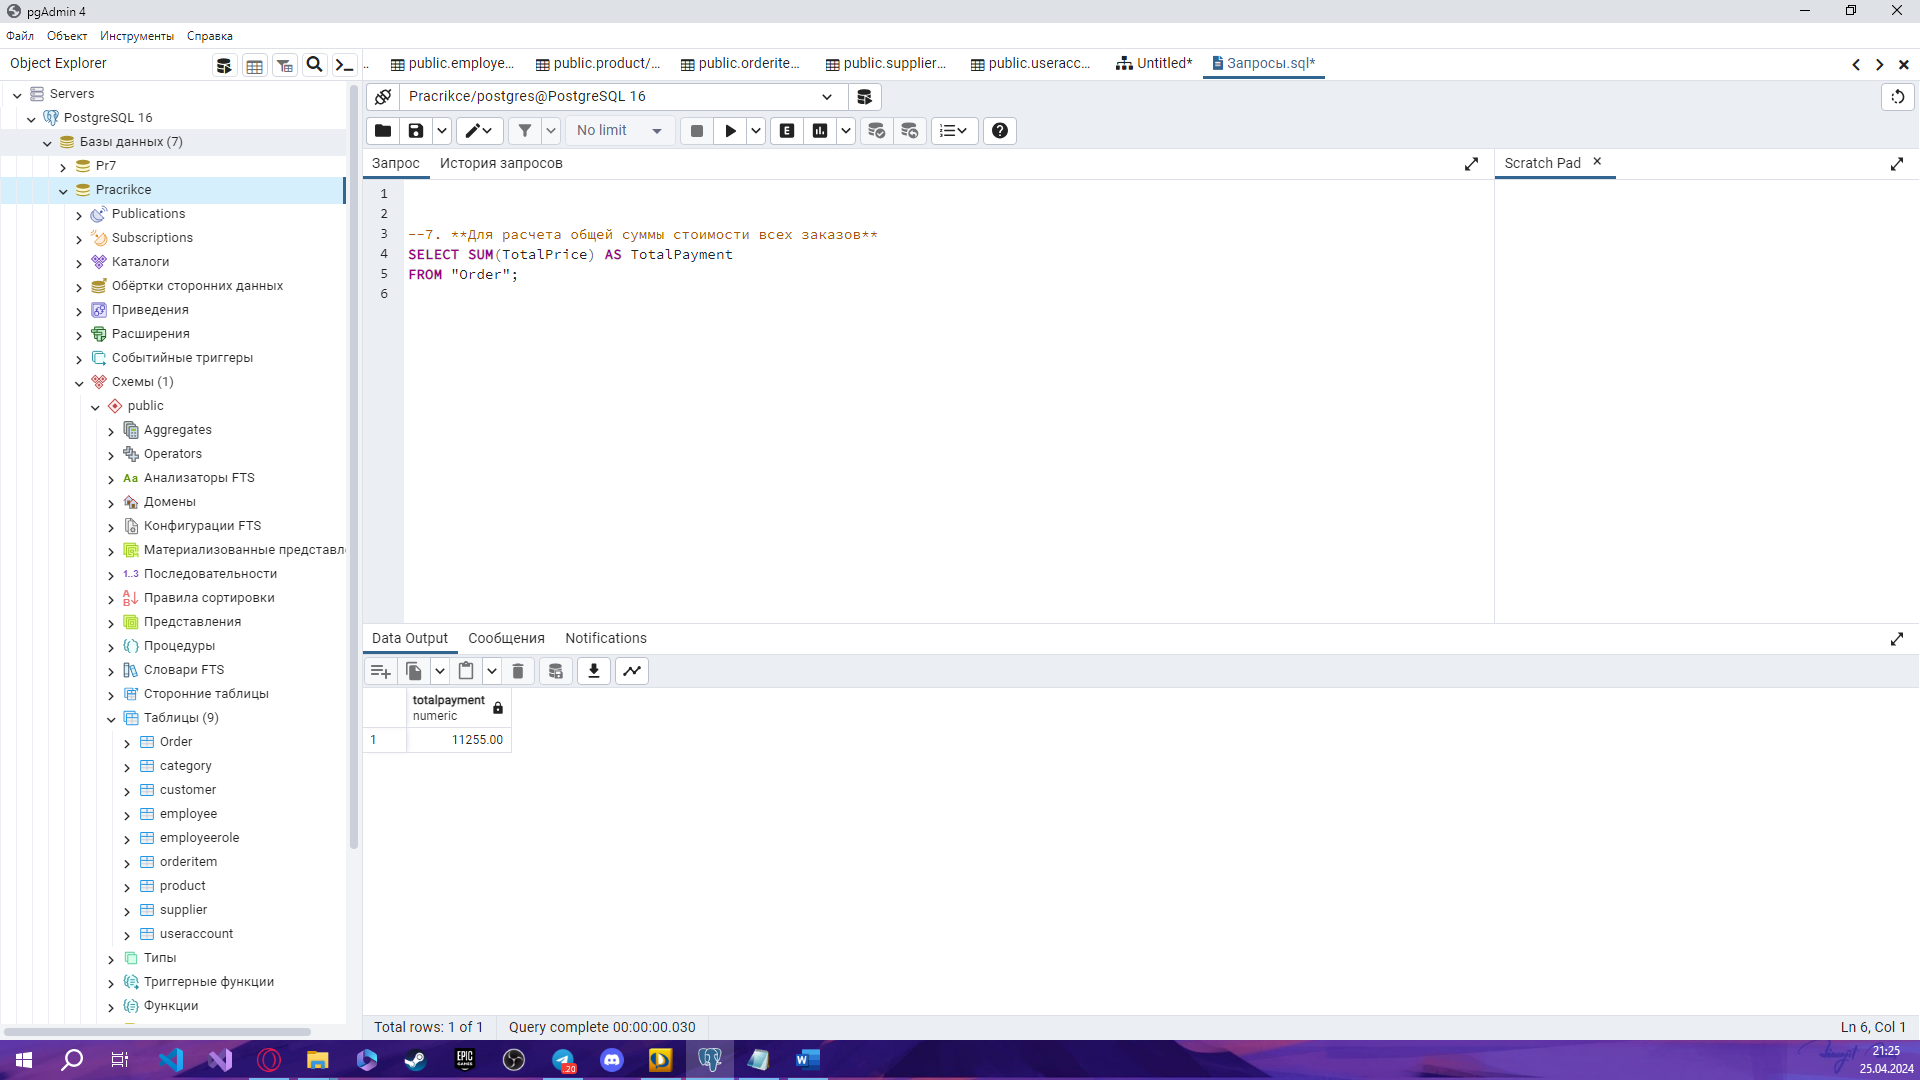 pgAdmin 4
Файл Объект Инструменты Справка
Object Explorer
public.employe...
public.product/...
public.orderite...
public.supplier...
public.useracc...
Untitled*
Запросы.sql*
Servers
PostgreSQL 16
Базы данных (7)
Pr7
Pracrikce
Publications
Subscriptions
Каталоги
Обёртки сторонних данных
Приведения
Расширения
Событийные триггеры
Схемы (1)
public
Aggregates
Operators
Aa Анализаторы FTS
Домены
Конфигурации FTS
Материализованные представл
1..3 Последовательности
Правила сортировки
Представления
Процедуры
Словари FTS
Сторонние таблицы
Таблицы (9)
Order
category
customer
employee
employeerole
orderitem
product
supplier
useraccount
Типы
Триггерные функции
Функции
Pracrikce/postgres@PostgreSQL 16
No limit
E
Запрос История запросов
Scratch Pad
1
2
3 --7. **Для расчета общей суммы стоимости всех заказов**
4 SELECT SUM(TotalPrice) AS TotalPayment
5 FROM "Order";
6
Data Output Сообщения Notifications
totalpayment
numeric
1 11255.00
Total rows: 1 of 1 Query complete 00:00:00.030 Ln 6, Col 1
EPIC GAMES
20
21:25
25.04.2024